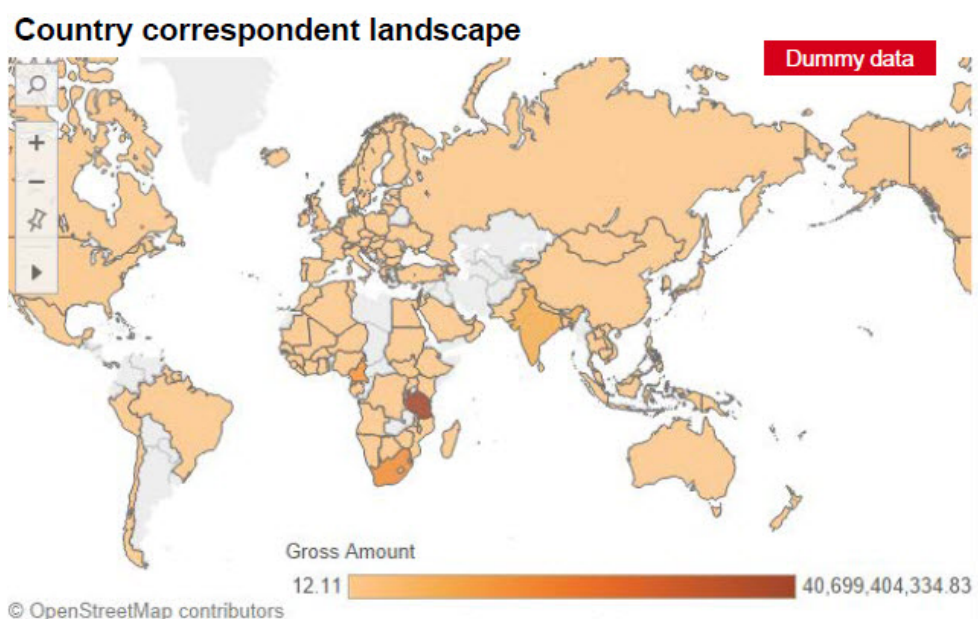 Country correspondent landscape
Dummy data
Gross Amount
12.11
40,699,404,334.83
© OpenStreetMap contributors